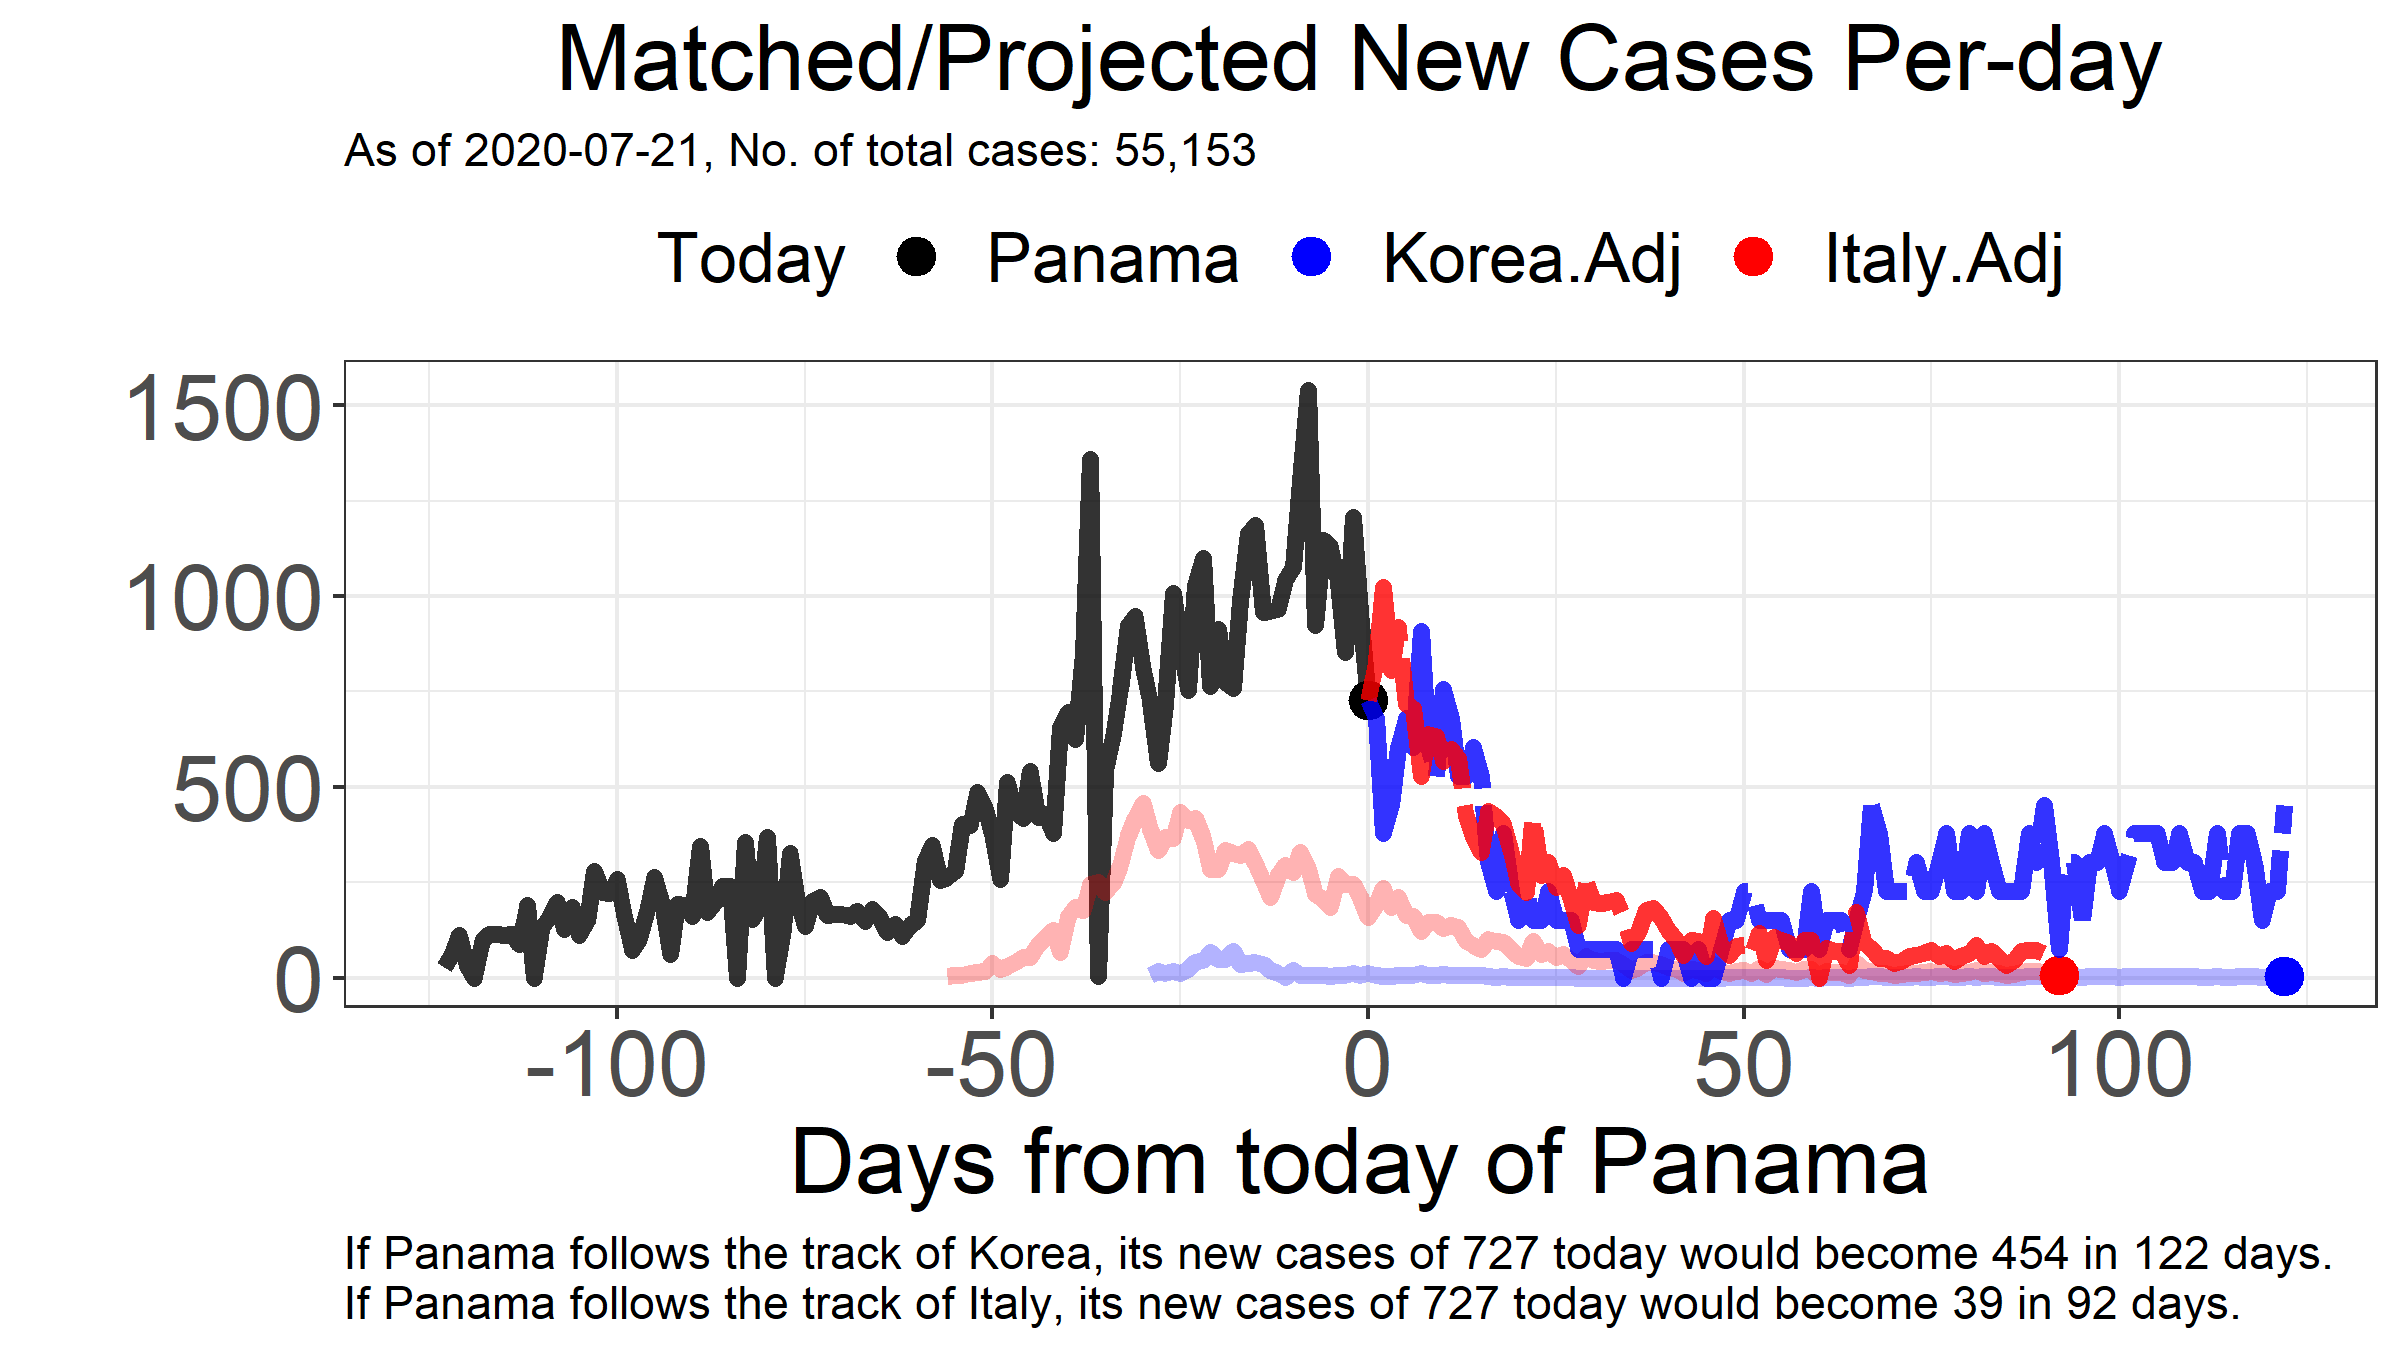 Matched/Projected New Cases Per-day
As of 2020-07-21, No. of total cases: 55,153
Today Panama Korea.Adj Italy.Adj
1500
1000
500
0
-100 -50 0 50 100
Days from today of Panama
If Panama follows the track of Korea, its new cases of 727 today would become 454 in 122 days.
If Panama follows the track of Italy, its new cases of 727 today would become 39 in 92 days.